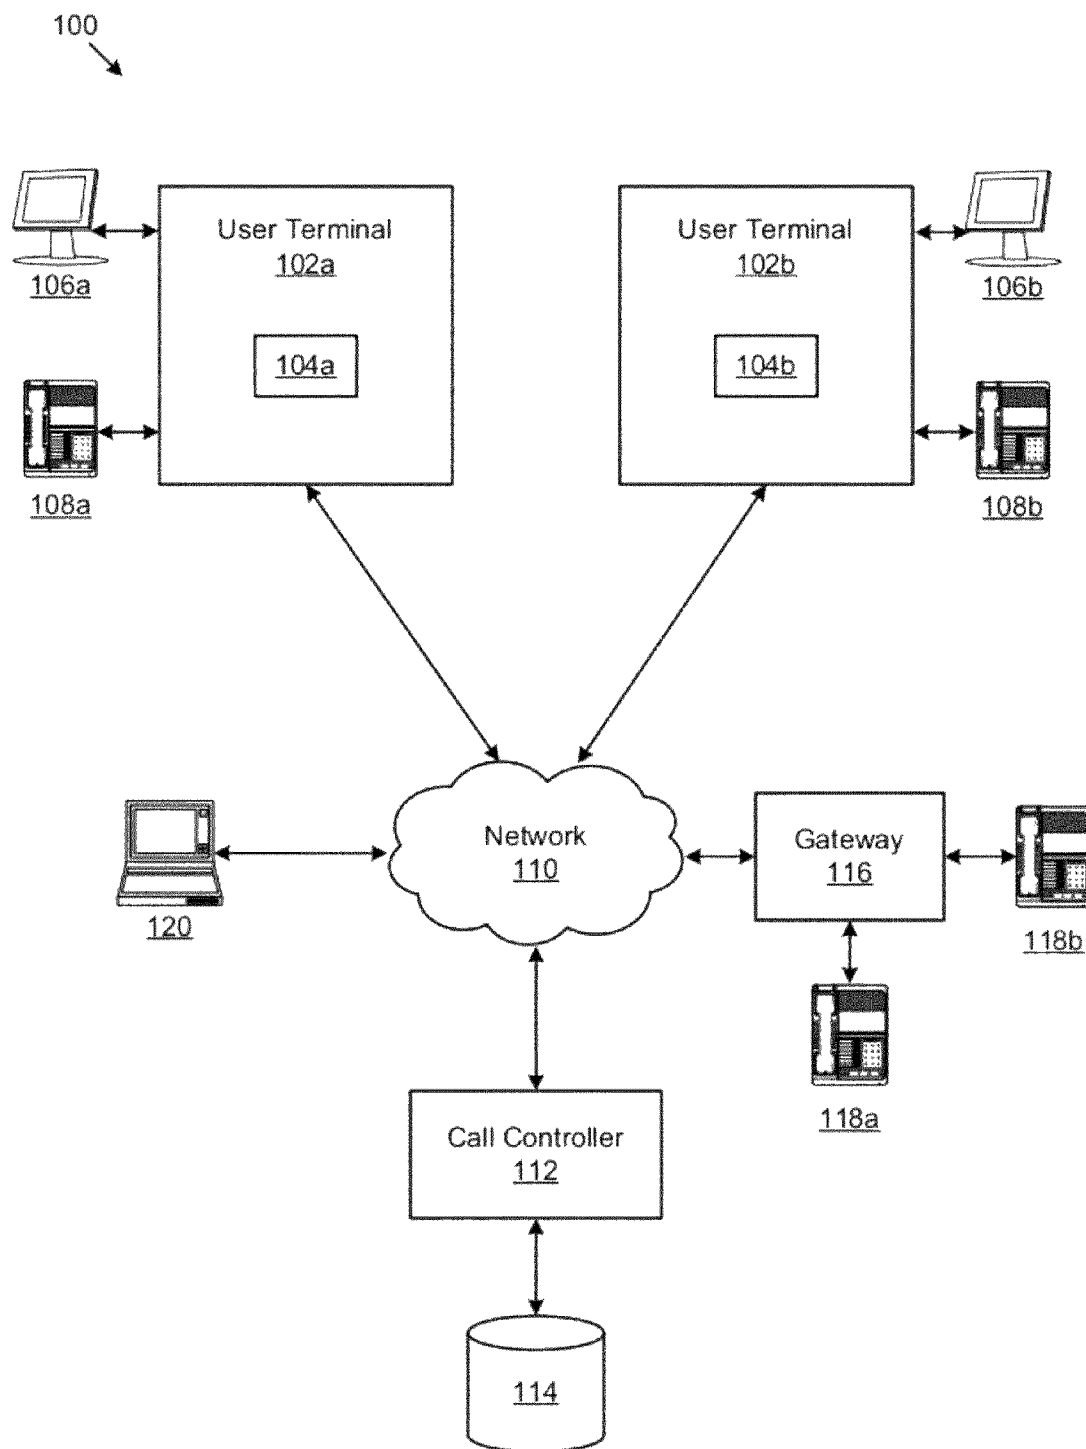 100
User Terminal
102a
User Terminal
102b
106a
106b
104a
104b
108a
108b
Network
110
Gateway
116
120
118b
118a
Call Controller
112
114